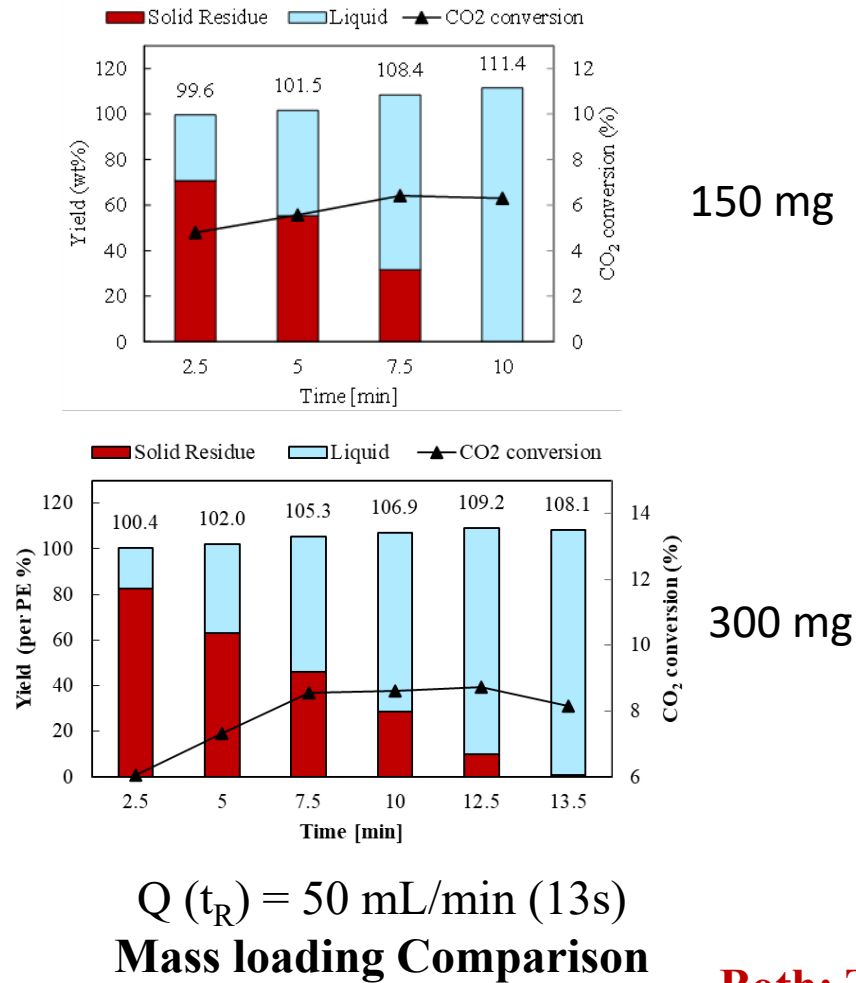 Solid Residue Liquid CO2 conversion
120
100
80
60
40
20
0
Yield (wt%)
99.6
101.5
108.4
111.4
12
10
8
6
4
2
0
CO₂ conversion (%)
2.5 5 7.5 10
Time [min]
150 mg
Solid Residue Liquid CO2 conversion
120
100
80
60
40
20
0
Yield (per PE %)
100.4
102.0
105.3
106.9
109.2
108.1
14
12
10
8
6
CO₂ conversion (%)
2.5 5 7.5 10 12.5 13.5
Time [min]
300 mg
Q (tR) = 50 mL/min (13s)
Mass loading Comparison